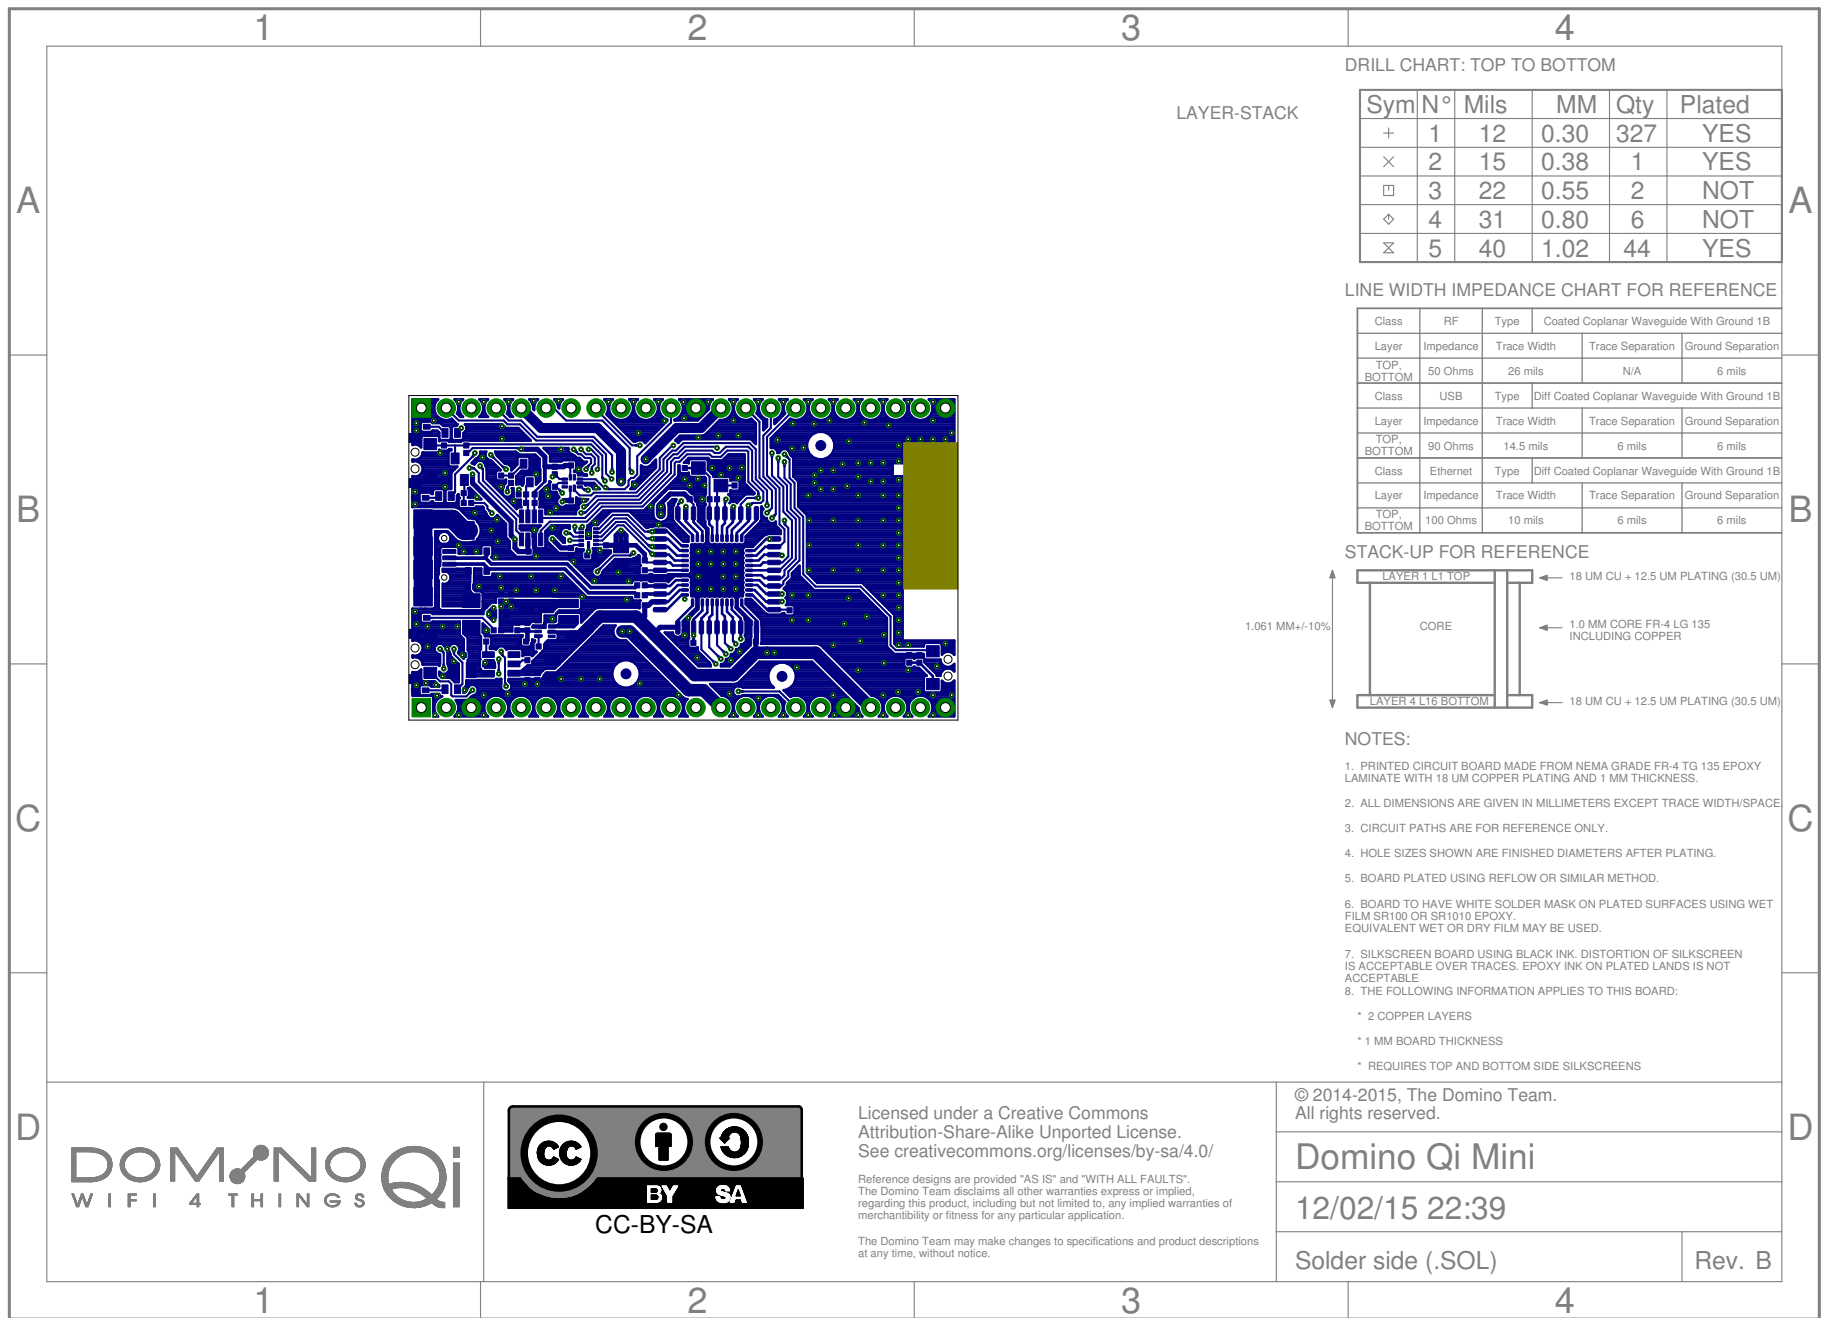 1 2 3 4
A
B
C
D
LAYER-STACK
DRILL CHART: TOP TO BOTTOM
Sym N° Mils MM Qty Plated
+ 1 12 0.30 327 YES
× 2 15 0.38 1 YES
3 22 0.55 2 NOT
4 31 0.80 6 NOT
5 40 1.02 44 YES
LINE WIDTH IMPEDANCE CHART FOR REFERENCE
Class RF Type Coated Coplanar Waveguide With Ground 1B
Layer Impedance Trace Width Trace Separation Ground Separation
TOP, BOTTOM 50 Ohms 26 mils N/A 6 mils
Class USB Type Diff Coated Coplanar Waveguide With Ground 1B
Layer Impedance Trace Width Trace Separation Ground Separation
TOP, BOTTOM 90 Ohms 14.5 mils 6 mils 6 mils
Class Ethernet Type Diff Coated Coplanar Waveguide With Ground 1B
Layer Impedance Trace Width Trace Separation Ground Separation
TOP, BOTTOM 100 Ohms 10 mils 6 mils 6 mils
STACK-UP FOR REFERENCE
LAYER 1 L1 TOP 18 UM CU + 12.5 UM PLATING (30.5 UM)
1.061 MM+/-10% CORE 1.0 MM CORE FR-4 LG 135
INCLUDING COPPER
LAYER 4 L16 BOTTOM 18 UM CU + 12.5 UM PLATING (30.5 UM)
NOTES:
1. PRINTED CIRCUIT BOARD MADE FROM NEMA GRADE FR-4 TG 135 EPOXY
LAMINATE WITH 18 UM COPPER PLATING AND 1 MM THICKNESS.
2. ALL DIMENSIONS ARE GIVEN IN MILLIMETERS EXCEPT TRACE WIDTH/SPACE
3. CIRCUIT PATHS ARE FOR REFERENCE ONLY.
4. HOLE SIZES SHOWN ARE FINISHED DIAMETERS AFTER PLATING.
5. BOARD PLATED USING REFLOW OR SIMILAR METHOD.
6. BOARD TO HAVE WHITE SOLDER MASK ON PLATED SURFACES USING WET
FILM SR100 OR SR1010 EPOXY.
EQUIVALENT WET OR DRY FILM MAY BE USED.
7. SILKSCREEN BOARD USING BLACK INK. DISTORTION OF SILKSCREEN
IS ACCEPTABLE OVER TRACES. EPOXY INK ON PLATED LANDS IS NOT
ACCEPTABLE
8. THE FOLLOWING INFORMATION APPLIES TO THIS BOARD:
* 2 COPPER LAYERS
* 1 MM BOARD THICKNESS
* REQUIRES TOP AND BOTTOM SIDE SILKSCREENS
A
B
C
D
DOMINO Qi
WIFI 4 THINGS
cc
BY SA
CC-BY-SA
Licensed under a Creative Commons
Attribution-Share-Alike Unported License.
See creativecommons.org/licenses/by-sa/4.0/
Reference designs are provided "AS IS" and "WITH ALL FAULTS".
The Domino Team disclaims all other warranties express or implied,
regarding this product, including but not limited to, any implied warranties of
merchantibility or fitness for any particular application.
The Domino Team may make changes to specifications and product descriptions
at any time, without notice.
© 2014-2015, The Domino Team.
All rights reserved.
Domino Qi Mini
12/02/15 22:39
Solder side (.SOL) Rev. B
1 2 3 4